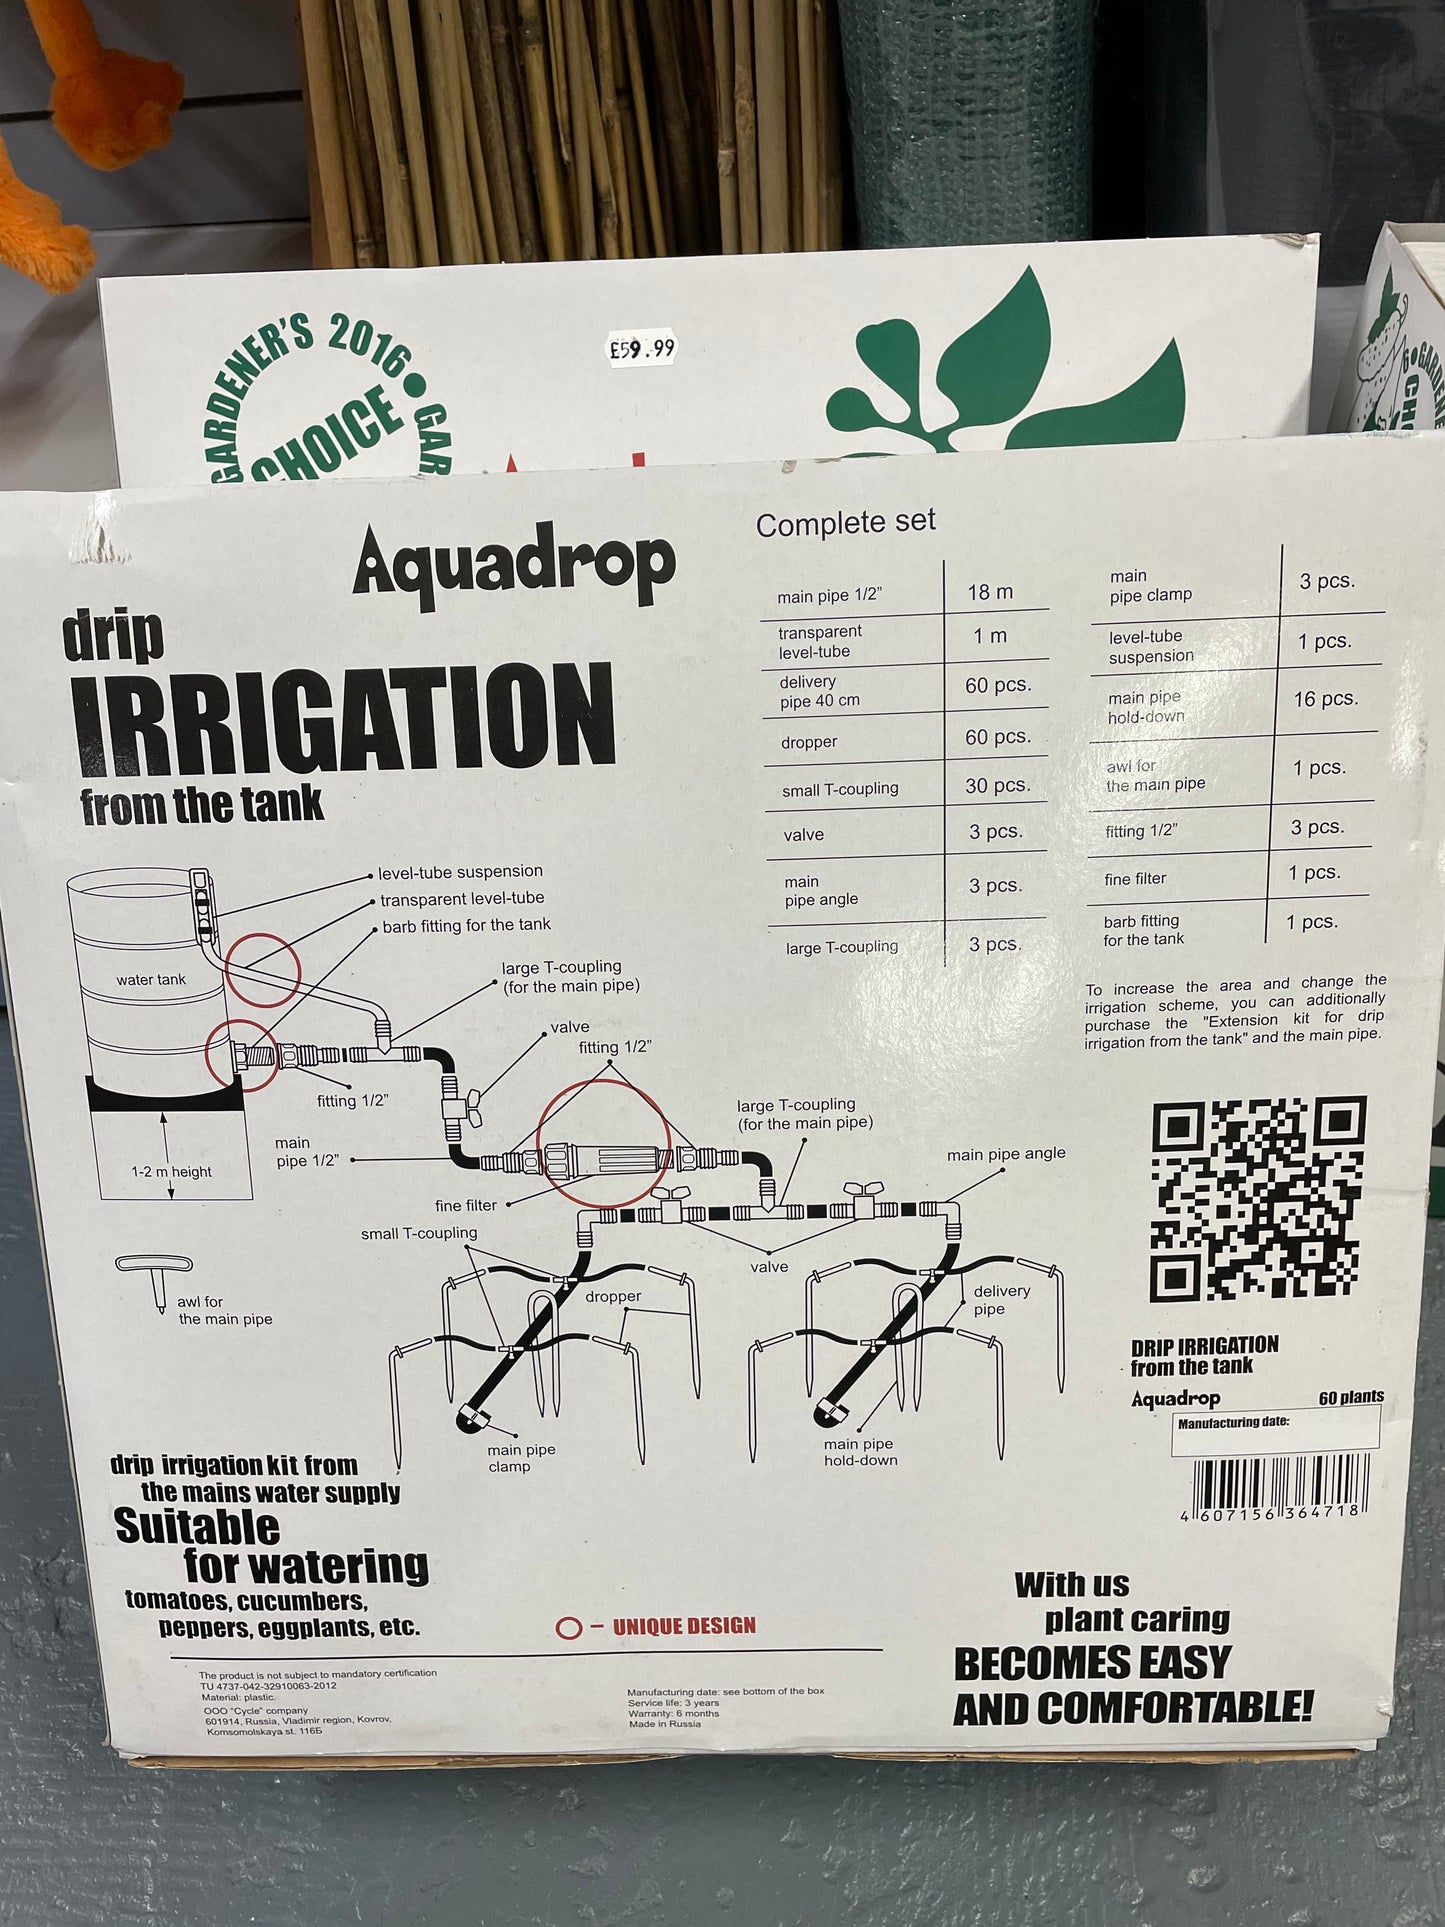 GARDENER'S 2016 • GAR
CHOICE
£59.99
GARDENE
CH
Aquadrop
drip
IRRIGATION
from the tank
Complete set
main pipe 1/2" 18 m
transparent
level-tube 1 m
delivery
pipe 40 cm 60 pcs.
dropper 60 pcs.
small T-coupling 30 pcs.
valve 3 pcs.
main
pipe angle 3 pcs.
large T-coupling 3 pcs.
main
pipe clamp 3 pcs.
level-tube
suspension 1 pcs.
main pipe
hold-down 16 pcs.
awl for
the main pipe 1 pcs.
fitting 1/2" 3 pcs.
fine filter 1 pcs.
barb fitting
for the tank 1 pcs.
To increase the area and change the
irrigation scheme, you can additionally
purchase the "Extension kit for drip
irrigation from the tank" and the main pipe.
level-tube suspension
transparent level-tube
barb fitting for the tank
water tank
large T-coupling
(for the main pipe)
valve
fitting 1/2"
fitting 1/2"
large T-coupling
(for the main pipe)
main
pipe 1/2"
1-2 m height
main pipe angle
fine filter
small T-coupling
valve
dropper
delivery
pipe
awl for
the main pipe
main pipe
clamp
main pipe
hold-down
DRIP IRRIGATION
from the tank
Aquadrop 60 plants
Manufacturing date:
4 607156 364718
drip irrigation kit from
the mains water supply
Suitable
for watering
tomatoes, cucumbers,
peppers, eggplants, etc.
– UNIQUE DESIGN
With us
plant caring
BECOMES EASY
AND COMFORTABLE!
The product is not subject to mandatory certification
TU 4737-042-32910063-2012
Material: plastic.
OOO "Cycle" company
601914, Russia, Vladimir region, Kovrov,
Komsomolskaya st. 116Б
Manufacturing date: see bottom of the box
Service life: 3 years
Warranty: 6 months
Made in Russia